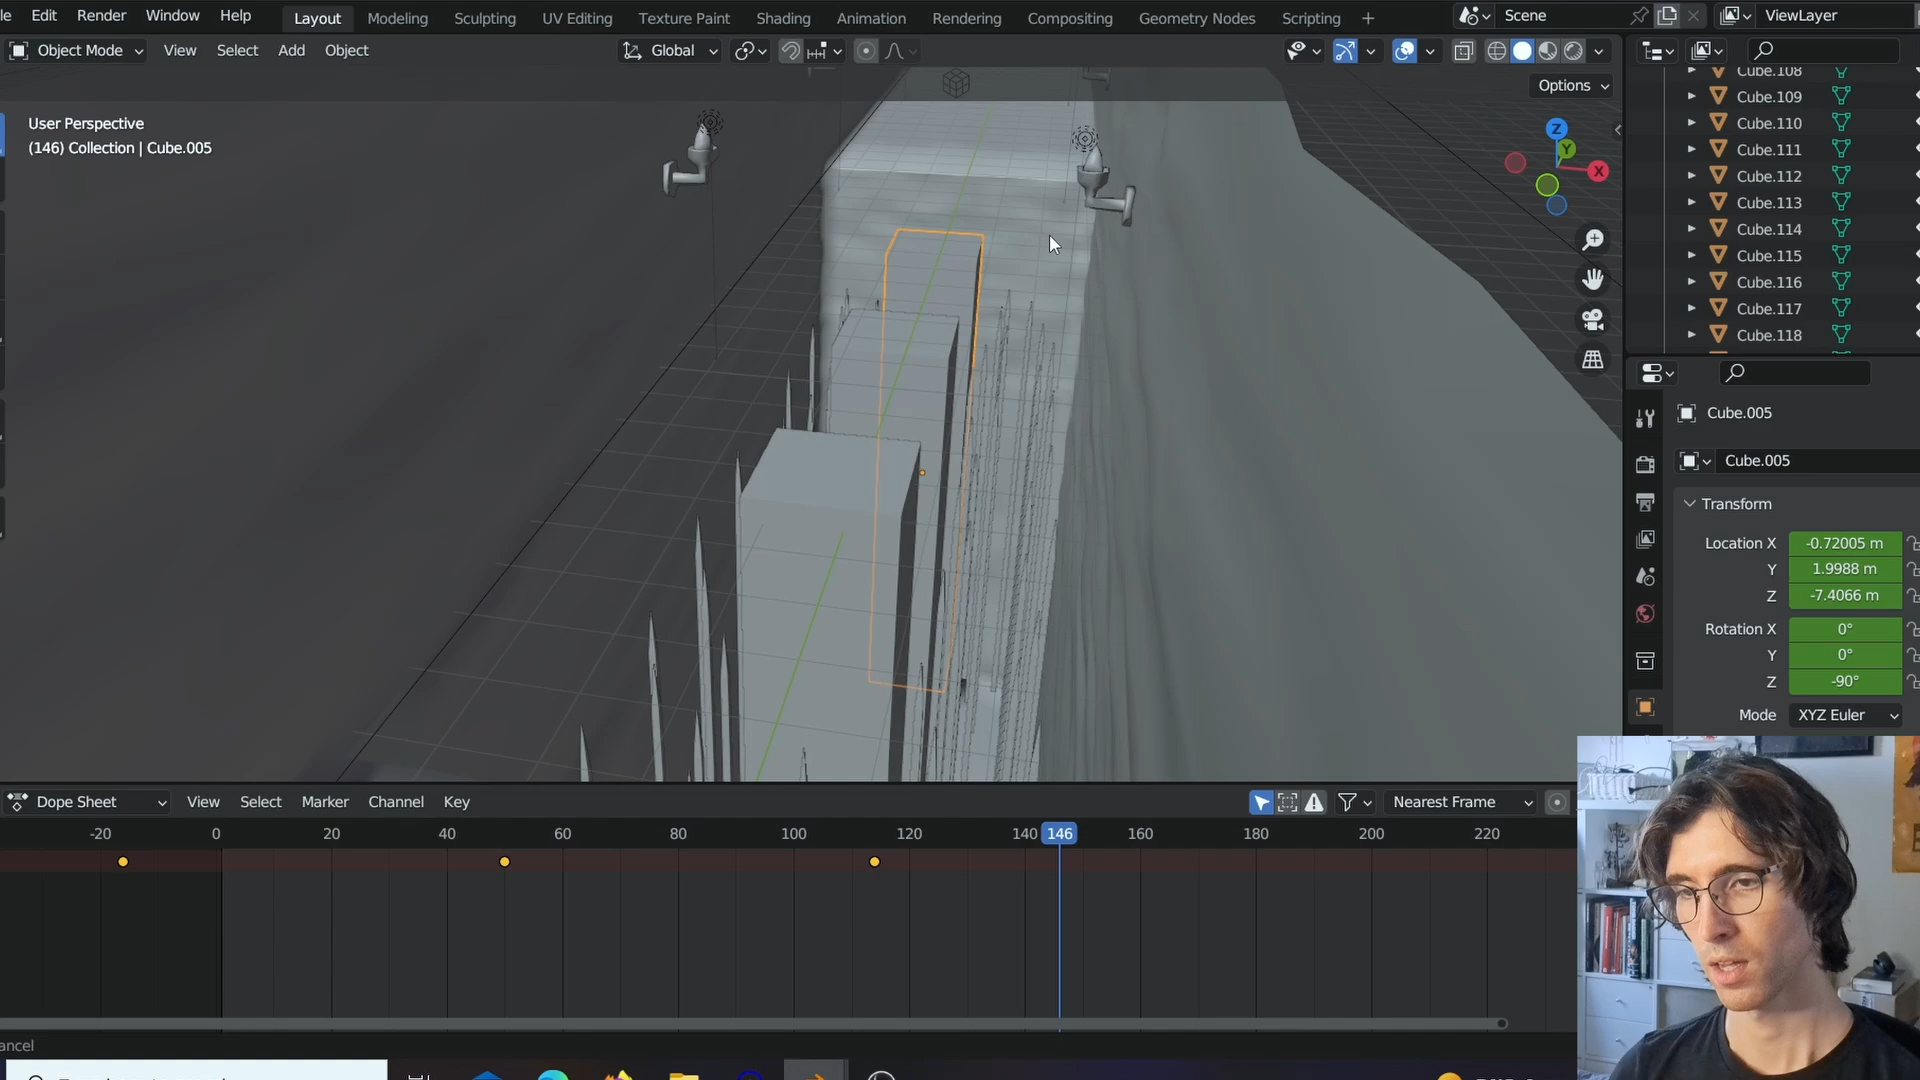 Edit Render Window Help
Layout Modeling Sculpting UV Editing Texture Paint Shading Animation Rendering Compositing Geometry Nodes Scripting +
Scene
ViewLayer
Object Mode View Select Add Object
Global
Options
User Perspective
(146) Collection | Cube.005
Z
Y
X
Cube.108
Cube.109
Cube.110
Cube.111
Cube.112
Cube.113
Cube.114
Cube.115
Cube.116
Cube.117
Cube.118
Cube.005
Cube.005
Transform
Location X -0.72005 m
Y 1.9988 m
Z -7.4066 m
Rotation X 0°
Y 0°
Z -90°
Mode XYZ Euler
Dope Sheet View Select Marker Channel Key
Nearest Frame
-20 0 20 40 60 80 100 120 140 146 160 180 200 220